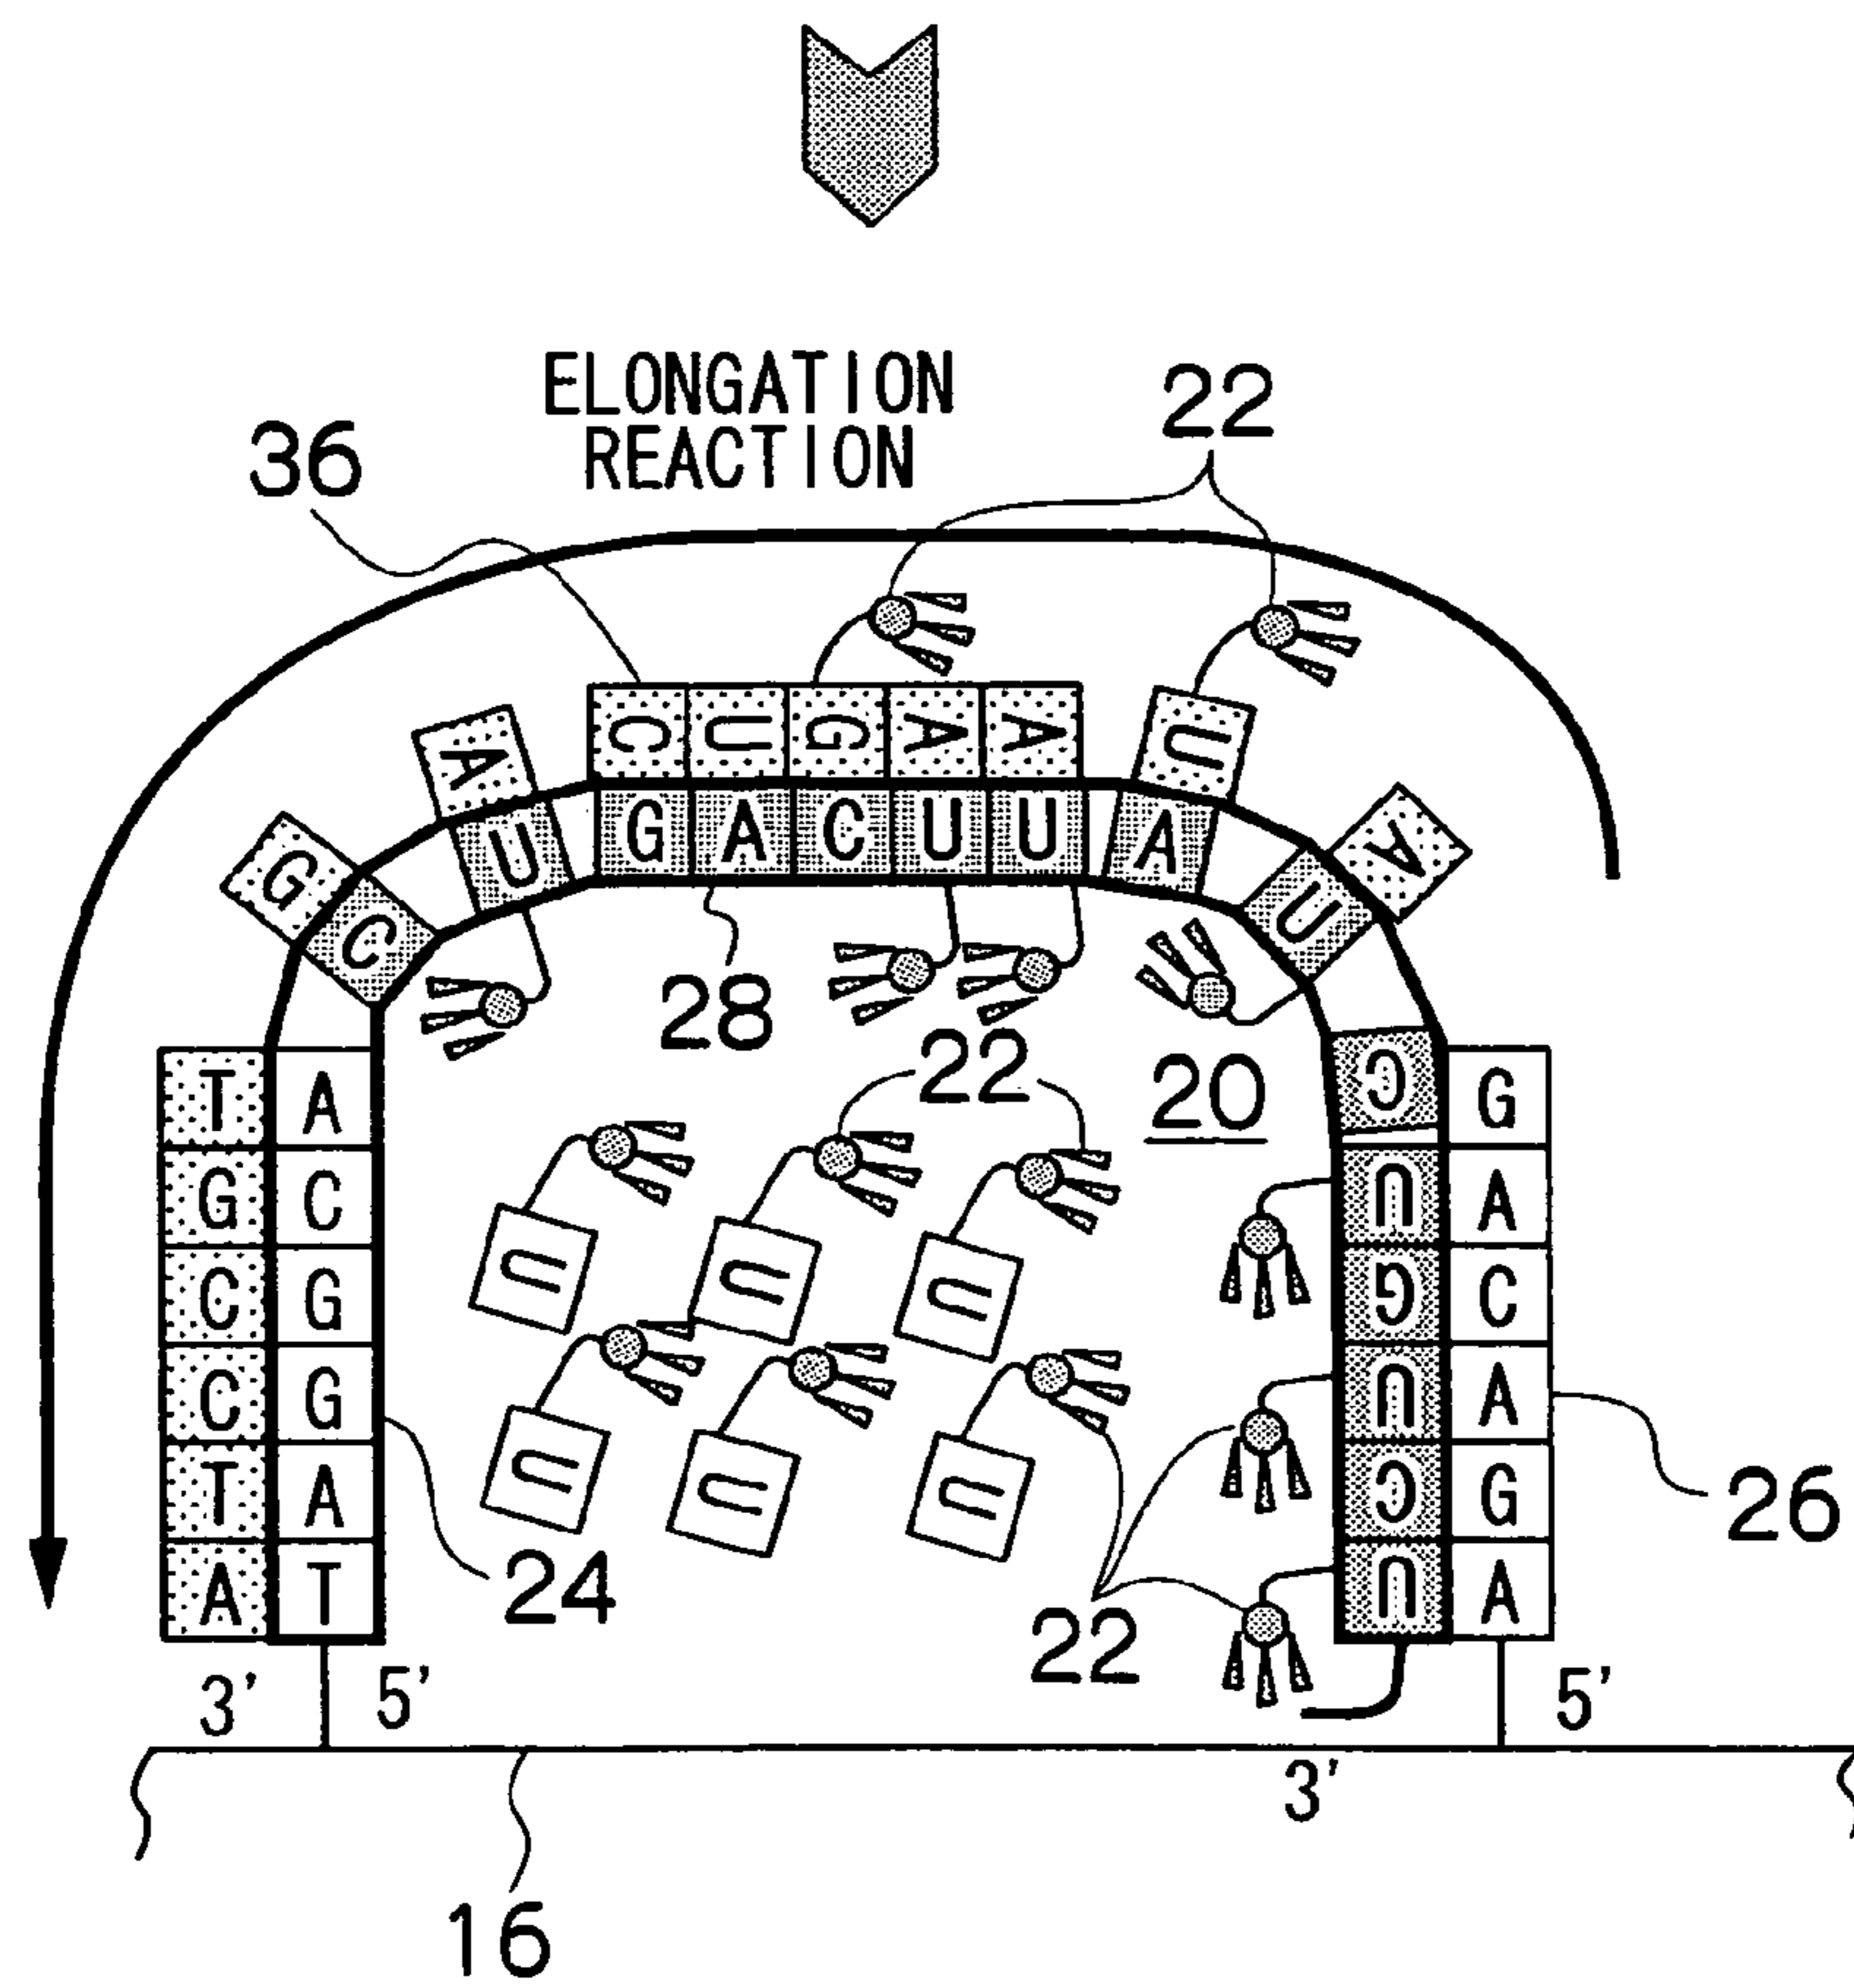 ELONGATION
REACTION
22
36
C U G A A
A U
G A
G A C U U
U A
C U
28
22
20
T A
G C
C G
C G
T A
A T
C G
U A
G C
U A
C G
U A
U U U
U U U
24
26
22
3' 5'
5'
3'
16